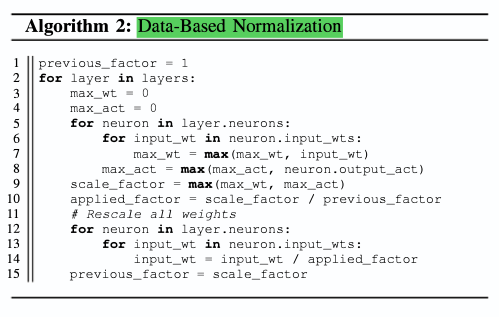 Algorithm 2: Data-Based Normalization
1 previous_factor = 1
2 for layer in layers:
3     max_wt = 0
4     max_act = 0
5     for neuron in layer.neurons:
6         for input_wt in neuron.input_wts:
7             max_wt = max(max_wt, input_wt)
8         max_act = max(max_act, neuron.output_act)
9     scale_factor = max(max_wt, max_act)
10     applied_factor = scale_factor / previous_factor
11     # Rescale all weights
12     for neuron in layer.neurons:
13         for input_wt in neuron.input_wts:
14             input_wt = input_wt / applied_factor
15     previous_factor = scale_factor